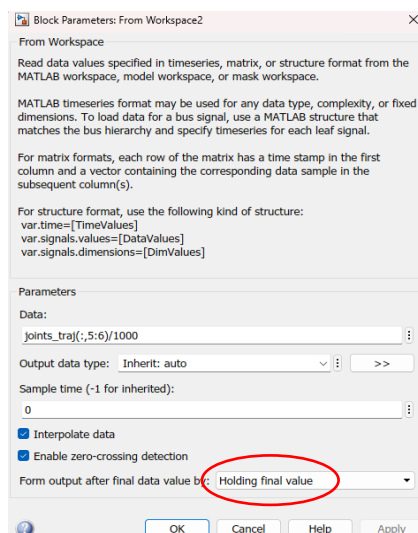 Block Parameters: From Workspace2
From Workspace
Read data values specified in timeseries, matrix, or structure format from the
MATLAB workspace, model workspace, or mask workspace.
MATLAB timeseries format may be used for any data type, complexity, or fixed
dimensions. To load data for a bus signal, use a MATLAB structure that
matches the bus hierarchy and specify timeseries for each leaf signal.
For matrix formats, each row of the matrix has a time stamp in the first
column and a vector containing the corresponding data sample in the
subsequent column(s).
For structure format, use the following kind of structure:
var.time=[TimeValues]
var.signals.values=[DataValues]
var.signals.dimensions=[DimValues]
Parameters
Data:
joints_traj(:,5:6)/1000
Output data type: Inherit: auto >>
Sample time (-1 for inherited):
0
Interpolate data
Enable zero-crossing detection
Form output after final data value by: Holding final value
OK Cancel Help Apply